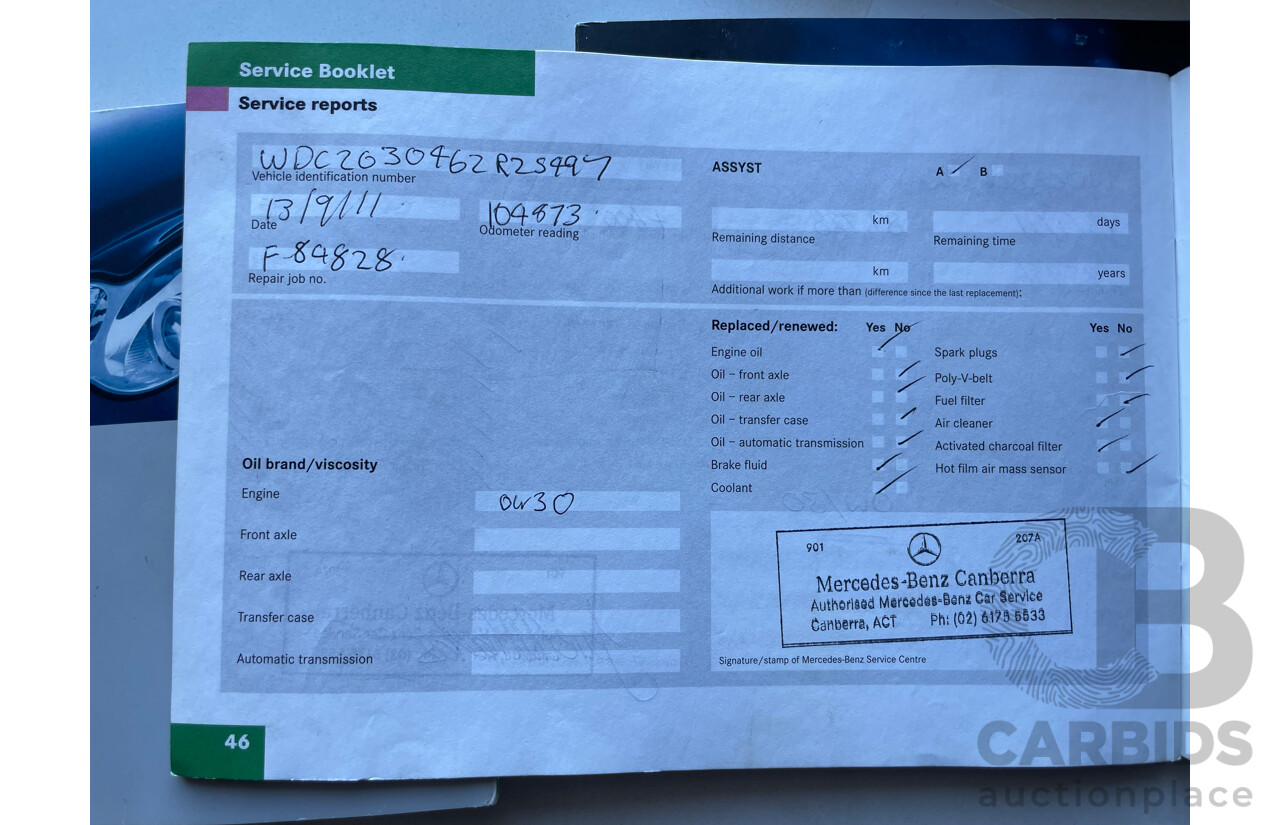 Service Booklet
Service reports
WDC2030462R2S997
Vehicle identification number
13/9/11
Date
104873
Odometer reading
F84828
Repair job no.
ASSYST
A B
km
Remaining distance
days
Remaining time
km
years
Additional work if more than (difference since the last replacement):
Replaced/renewed: Yes No
Engine oil
Oil – front axle
Oil – rear axle
Oil – transfer case
Oil – automatic transmission
Brake fluid
Coolant
Yes No
Spark plugs
Poly-V-belt
Fuel filter
Air cleaner
Activated charcoal filter
Hot film air mass sensor
Oil brand/viscosity
Engine
0W30
Front axle
Rear axle
Transfer case
Automatic transmission
901 207A
Mercedes-Benz Canberra
Authorised Mercedes-Benz Car Service
Canberra, ACT Ph: (02) 6175 5533
Signature/stamp of Mercedes-Benz Service Centre
46
CB
CARBIDS
auctionplace